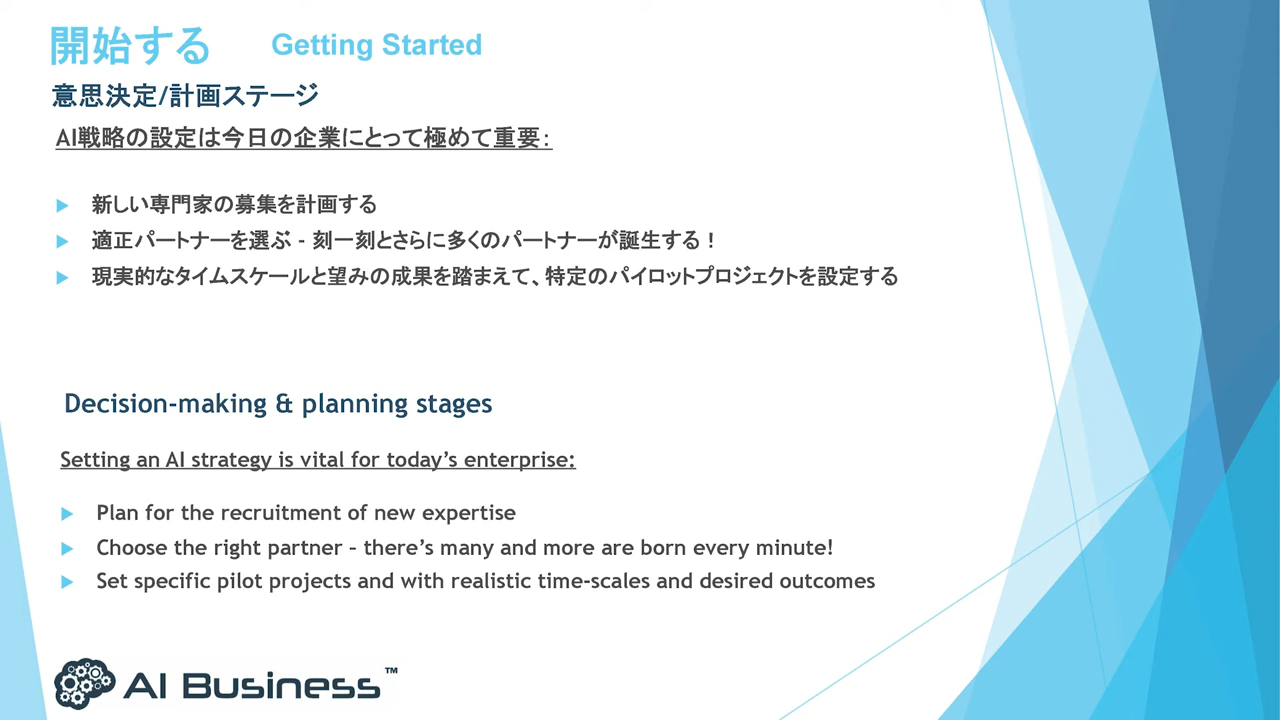 開始する Getting Started
意思決定/計画ステージ
AI戦略の設定は今日の企業にとって極めて重要：
新しい専門家の募集を計画する
適正パートナーを選ぶ - 刻一刻とさらに多くのパートナーが誕生する！
現実的なタイムスケールと望みの成果を踏まえて、特定のパイロットプロジェクトを設定する
Decision-making & planning stages
Setting an AI strategy is vital for today’s enterprise:
Plan for the recruitment of new expertise
Choose the right partner – there’s many and more are born every minute!
Set specific pilot projects and with realistic time-scales and desired outcomes
AI Business™